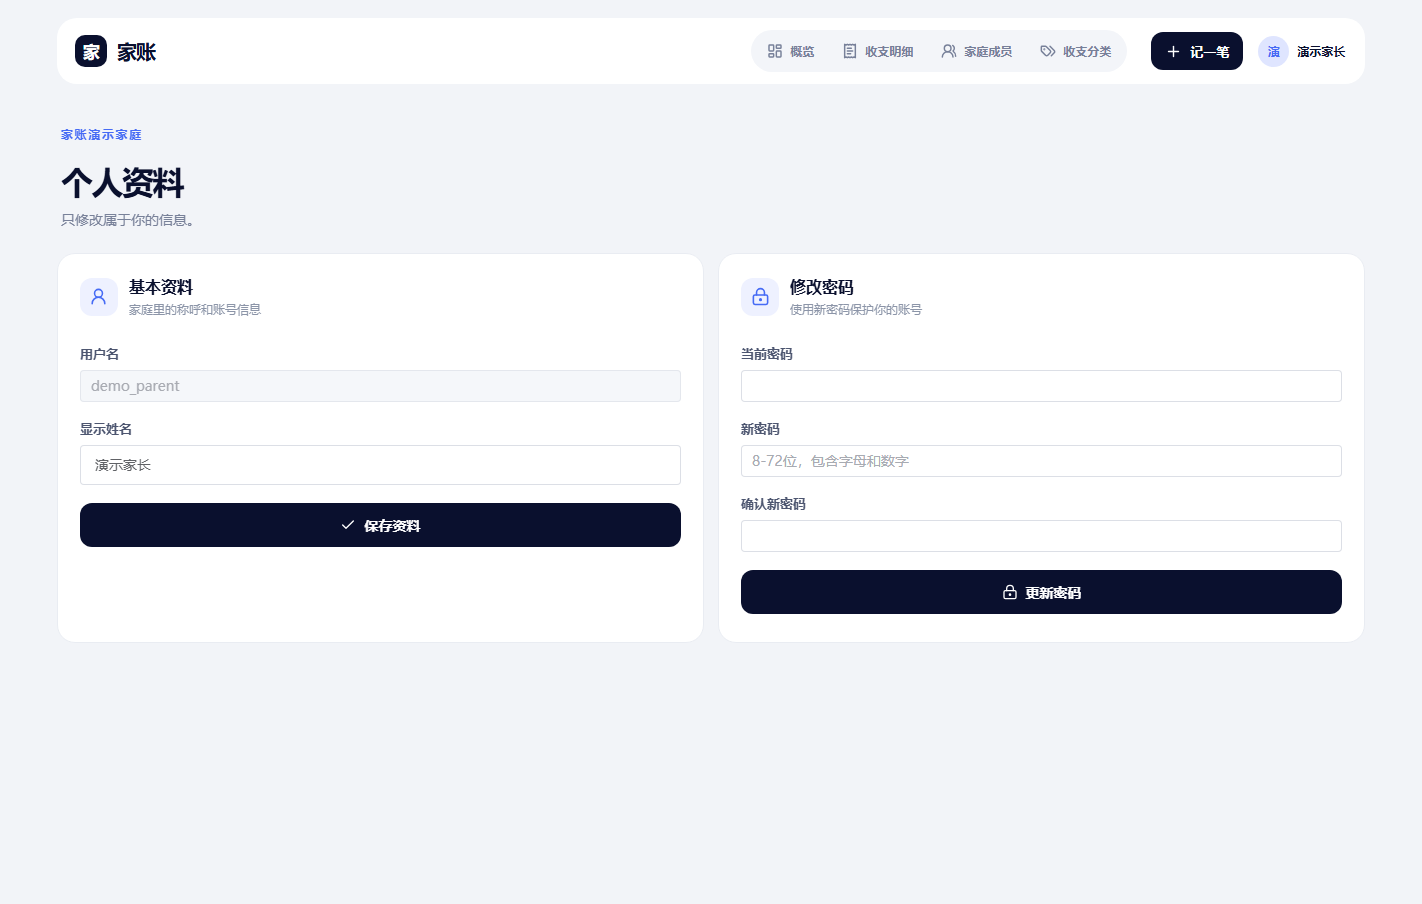 家 家账
概览 收支明细 家庭成员 收支分类 记一笔 演 演示家长
家账演示家庭
个人资料
只修改属于你的信息。
基本资料
家庭里的称呼和账号信息
用户名
demo_parent
显示姓名
演示家长
保存资料
修改密码
使用新密码保护你的账号
当前密码
新密码
8-72位，包含字母和数字
确认新密码
更新密码